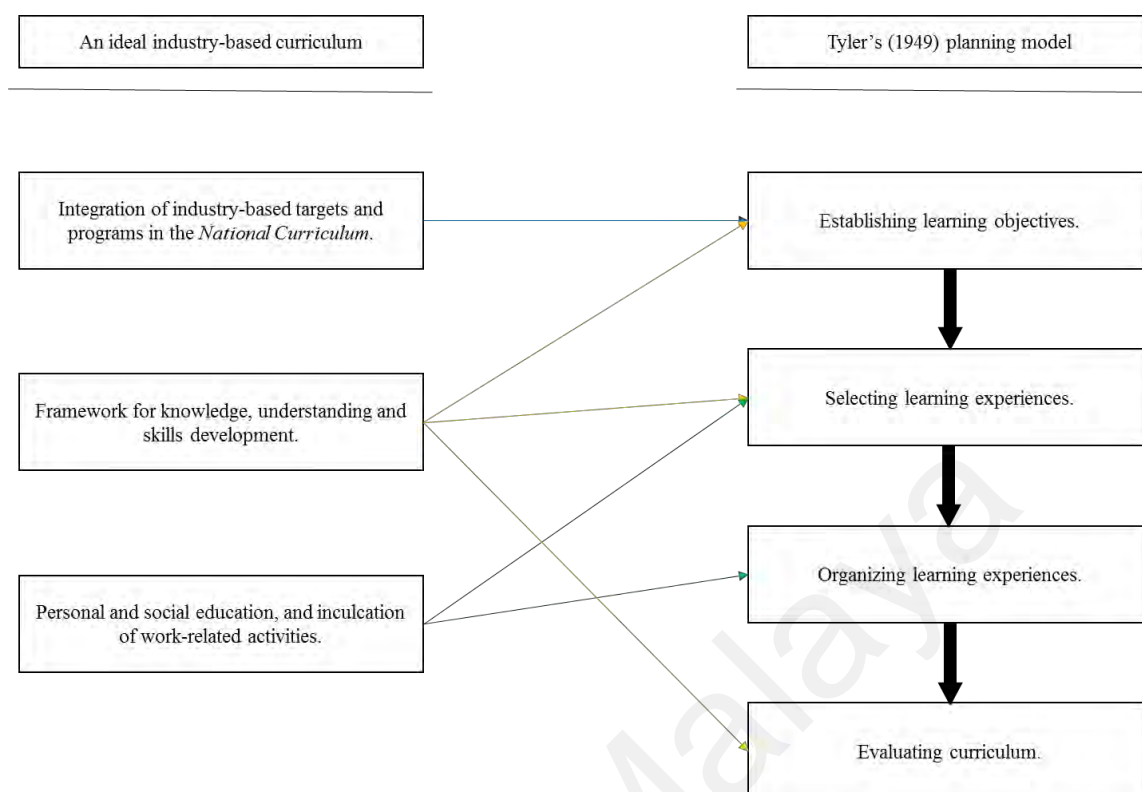 An ideal industry-based curriculum
Tyler’s (1949) planning model
Integration of industry-based targets and
programs in the National Curriculum.
Establishing learning objectives.
Framework for knowledge, understanding and
skills development.
Selecting learning experiences.
Personal and social education, and inculcation
of work-related activities.
Organizing learning experiences.
Evaluating curriculum.
Malaya